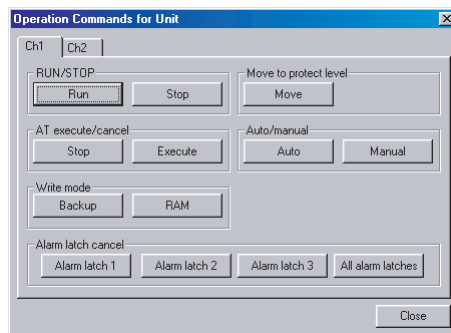 Operation Commands for Unit
Ch1 Ch2
RUN/STOP Move to protect level
Run Stop Move
AT execute/cancel Auto/manual
Stop Execute Auto Manual
Write mode
Backup RAM
Alarm latch cancel
Alarm latch 1 Alarm latch 2 Alarm latch 3 All alarm latches
Close